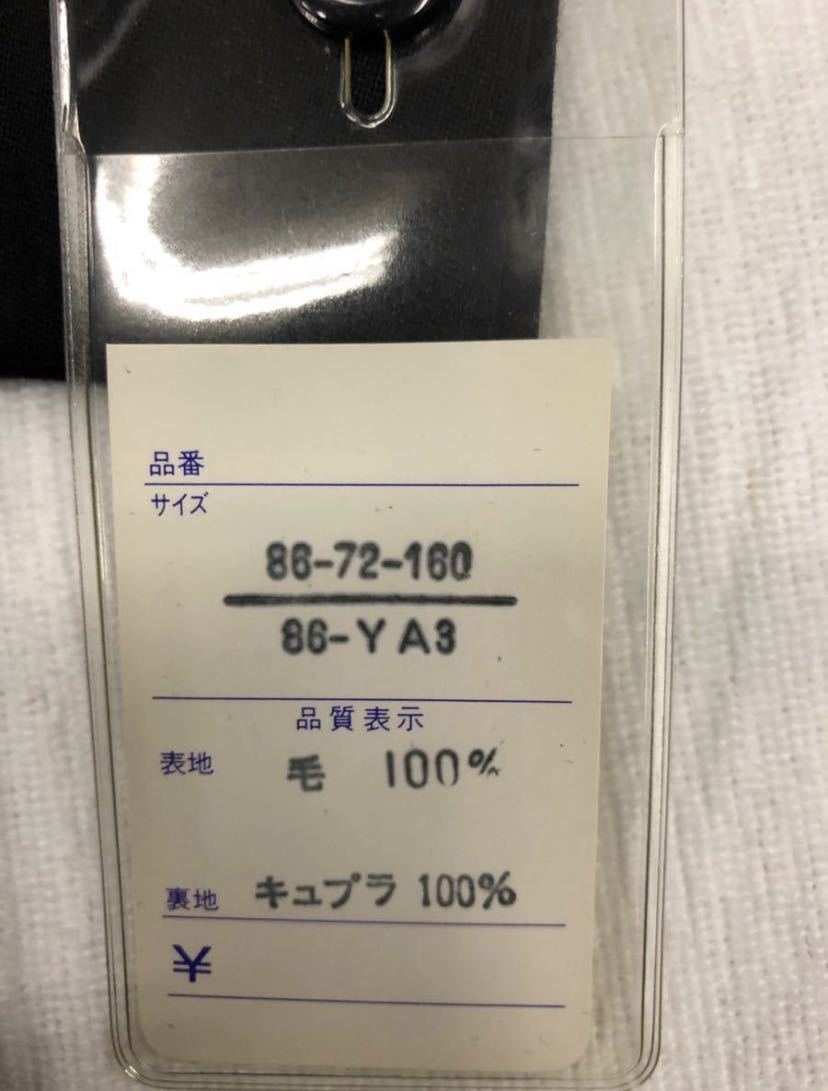 品番
サイズ
86-72-160
86-YA3
品質表示
表地 毛 100%
裏地 キュプラ 100%
¥